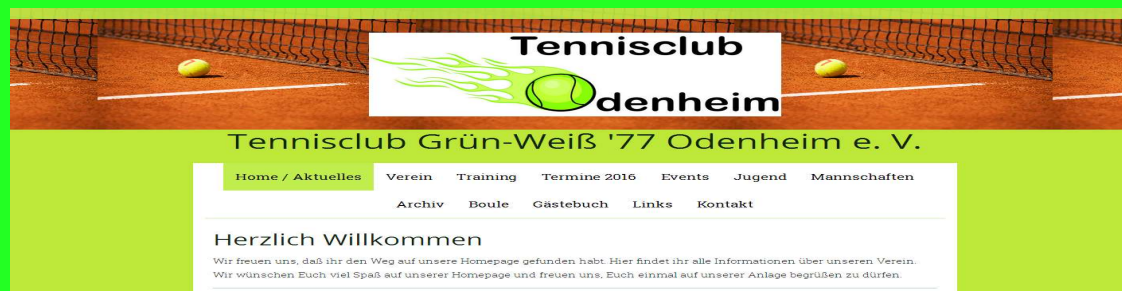 Tennisclub
Odenheim
Tennisclub Grün-Weiß '77 Odenheim e. V.
Home / Aktuelles Verein Training Termine 2016 Events Jugend Mannschaften
Archiv Boule Gästebuch Links Kontakt
Herzlich Willkommen
Wir freuen uns, daß ihr den Weg auf unsere Homepage gefunden habt. Hier findet ihr alle Informationen über unseren Verein.
Wir wünschen Euch viel Spaß auf unserer Homepage und freuen uns, Euch einmal auf unserer Anlage begrüßen zu dürfen.